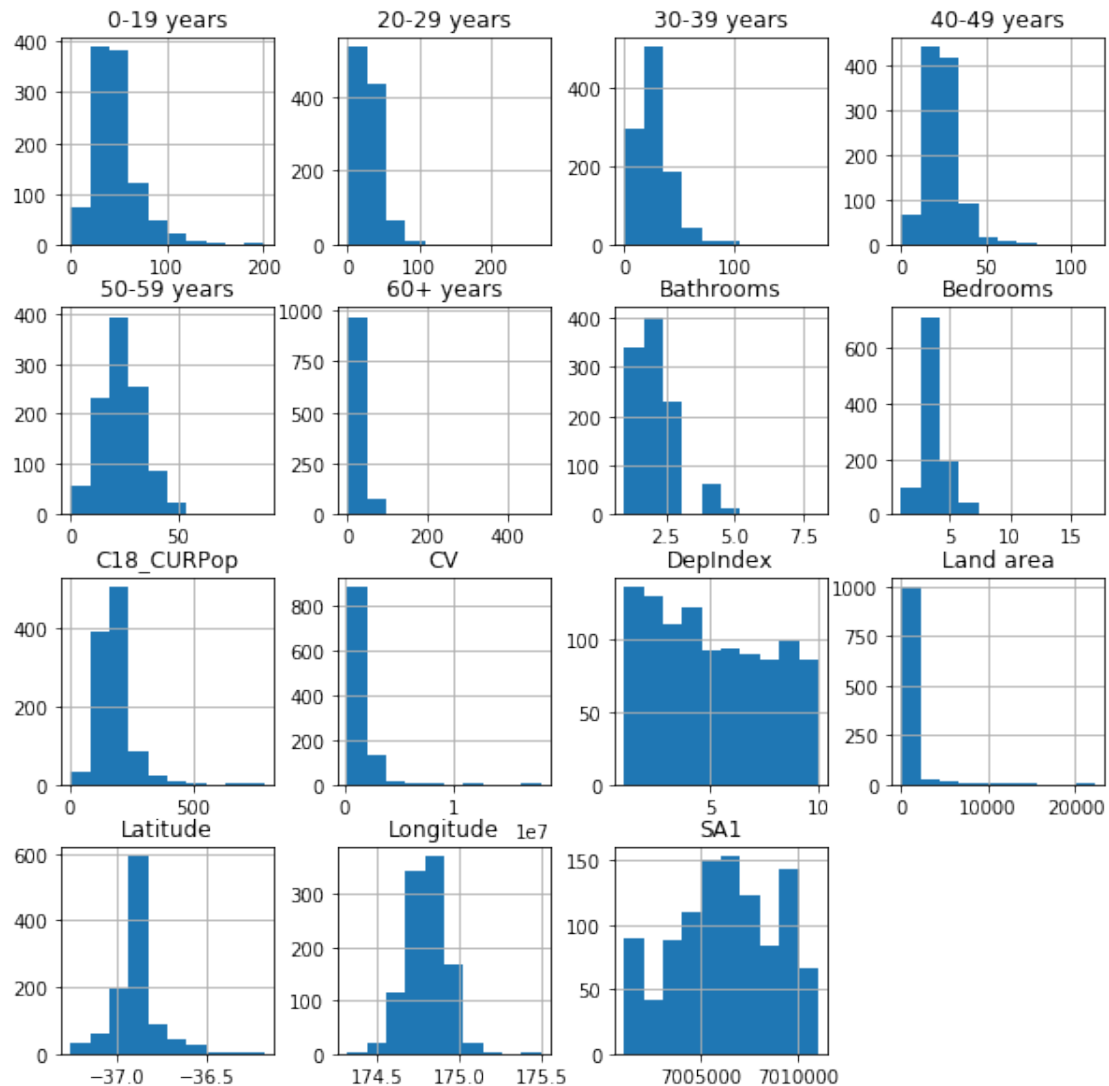 0-19 years 20-29 years 30-39 years 40-49 years
400 300 200 100 0
0 100 200
400 200 0
0 100 200
400 200 0
0 100
400 300 200 100 0
0 50 100
50-59 years 60+ years Bathrooms Bedrooms
400 300 200 100 0
0 50
1000 750 500 250 0
0 200 400
400 300 200 100 0
2.5 5.0 7.5
600 400 200 0
5 10 15
C18_CURPop CV DepIndex Land area
400 200 0
0 500
800 600 400 200 0
0 1
1e7
100 50 0
5 10
1000 750 500 250 0
0 10000 20000
Latitude Longitude SA1
600 400 200 0
−37.0 −36.5
300 200 100 0
174.5 175.0 175.5
150 100 50 0
7005000 7010000